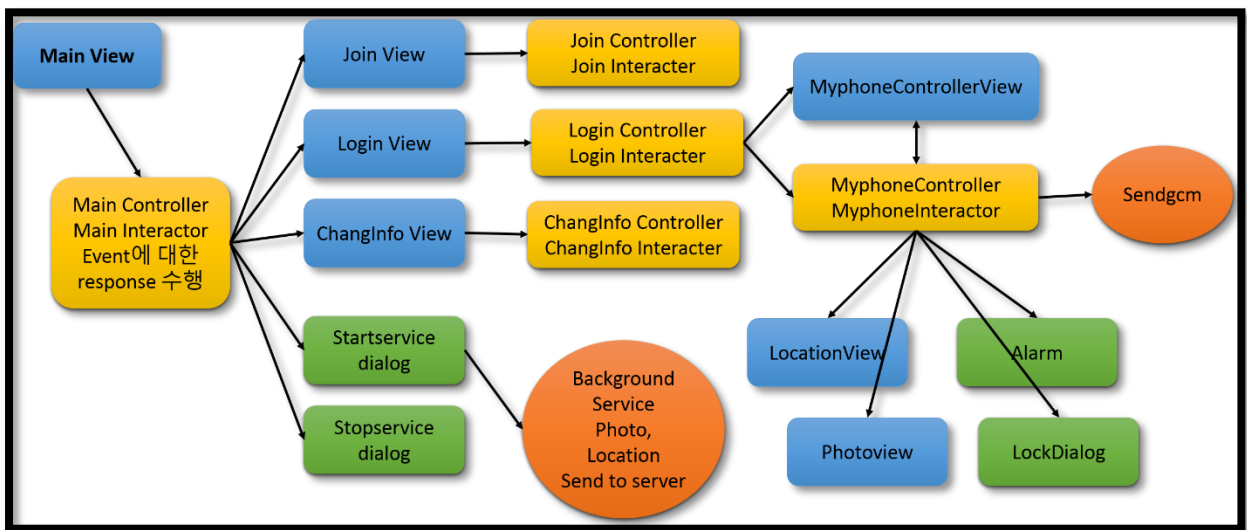 Main View
Main Controller
Main Interactor
Event에 대한
response 수행
Join View
Login View
ChangInfo View
Startservice
dialog
Stopservice
dialog
Join Controller
Join Interacter
Login Controller
Login Interacter
ChangInfo Controller
ChangInfo Interacter
Background
Service
Photo,
Location
Send to server
MyphoneControllerView
MyphoneController
MyphoneInteractor
Sendgcm
LocationView
Alarm
Photoview
LockDialog